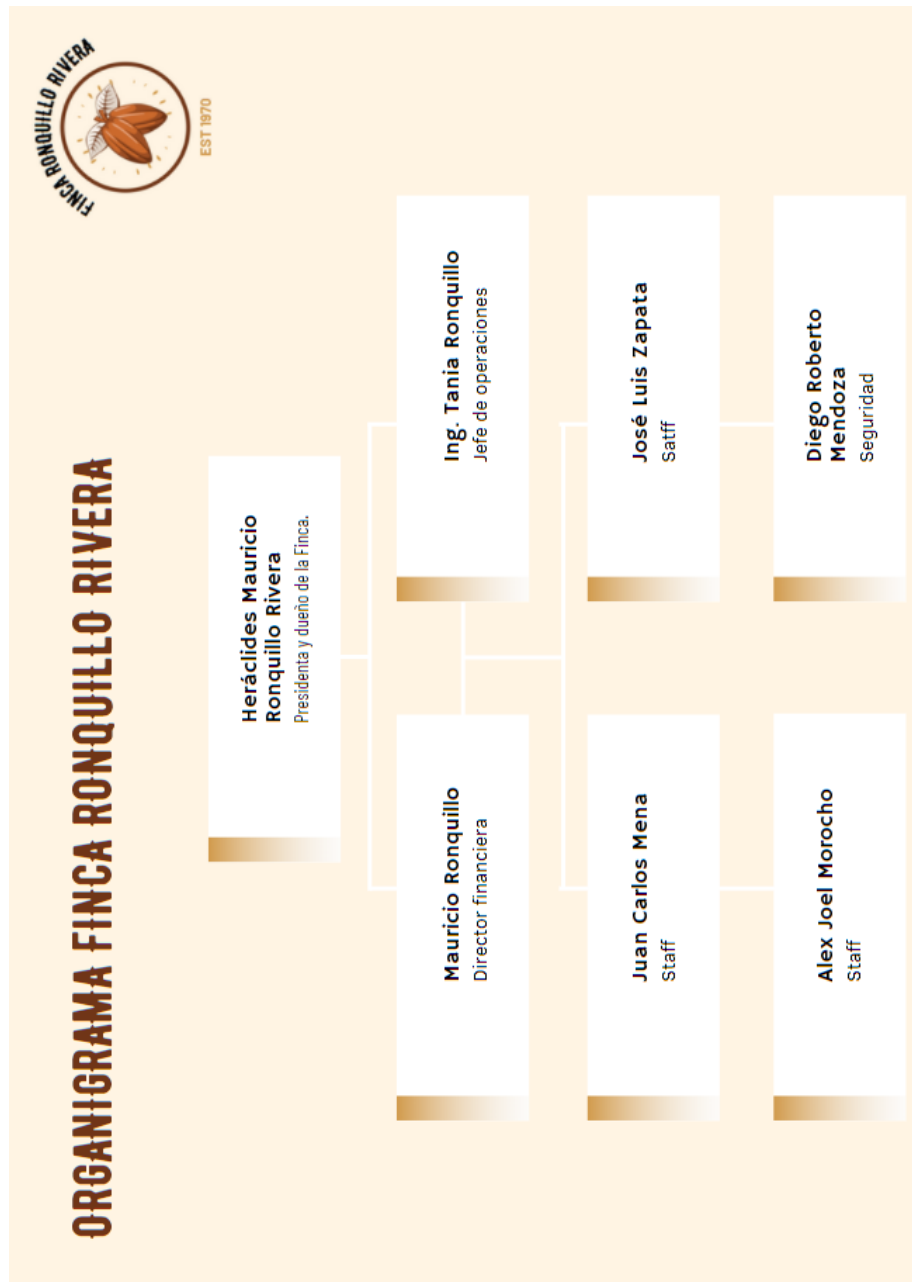 ORGANIGRAMA FINCA RONQUILLO RIVERA
FINCA RONQUILLO RIVERA
EST 1970
Heráclides Mauricio
Ronquillo Rivera
Presidenta y dueño de la Finca.
Mauricio Ronquillo
Director financiera
Ing. Tania Ronquillo
Jefe de operaciones
Juan Carlos Mena
Staff
José Luis Zapata
Satff
Alex Joel Morocho
Staff
Diego Roberto
Mendoza
Seguridad